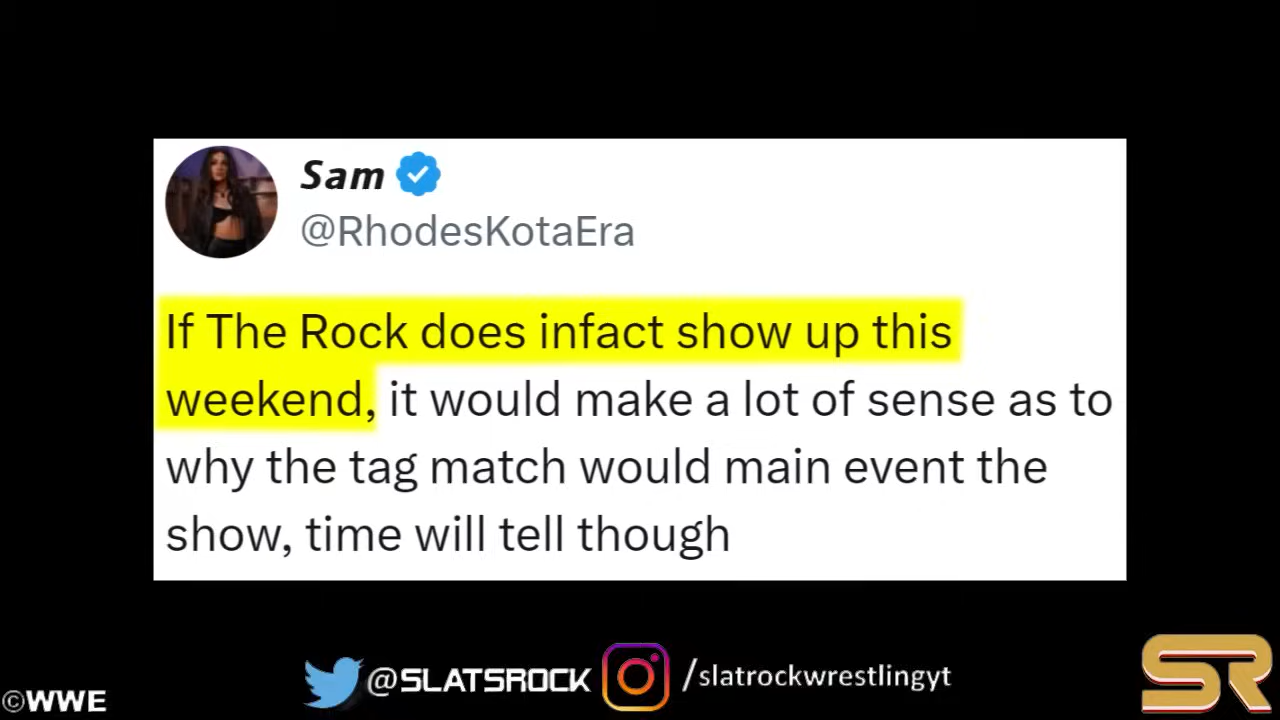 Sam
@RhodesKotaEra
If The Rock does infact show up this
weekend, it would make a lot of sense as to
why the tag match would main event the
show, time will tell though
©WWE
@SLATSROCK
/slatrockwrestlingyt
SR